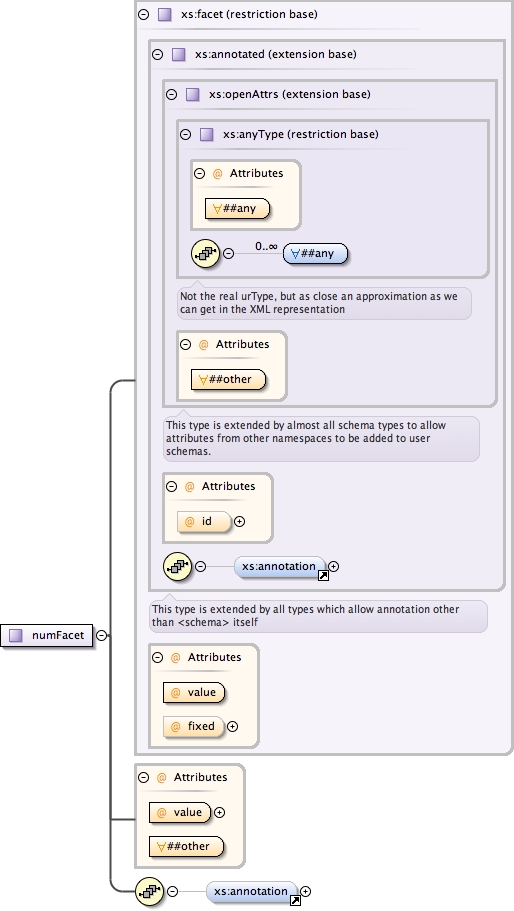 xs:facet (restriction base)
xs:annotated (extension base)
xs:openAttrs (extension base)
xs:anyType (restriction base)
@ Attributes
∀##any
0..∞
∀##any
Not the real urType, but as close an approximation as we
can get in the XML representation
@ Attributes
∀##other
This type is extended by almost all schema types to allow
attributes from other namespaces to be added to user
schemas.
@ Attributes
@ id
xs:annotation
This type is extended by all types which allow annotation other
than <schema> itself
numFacet
@ Attributes
@ value
@ fixed
@ Attributes
@ value
∀##other
xs:annotation